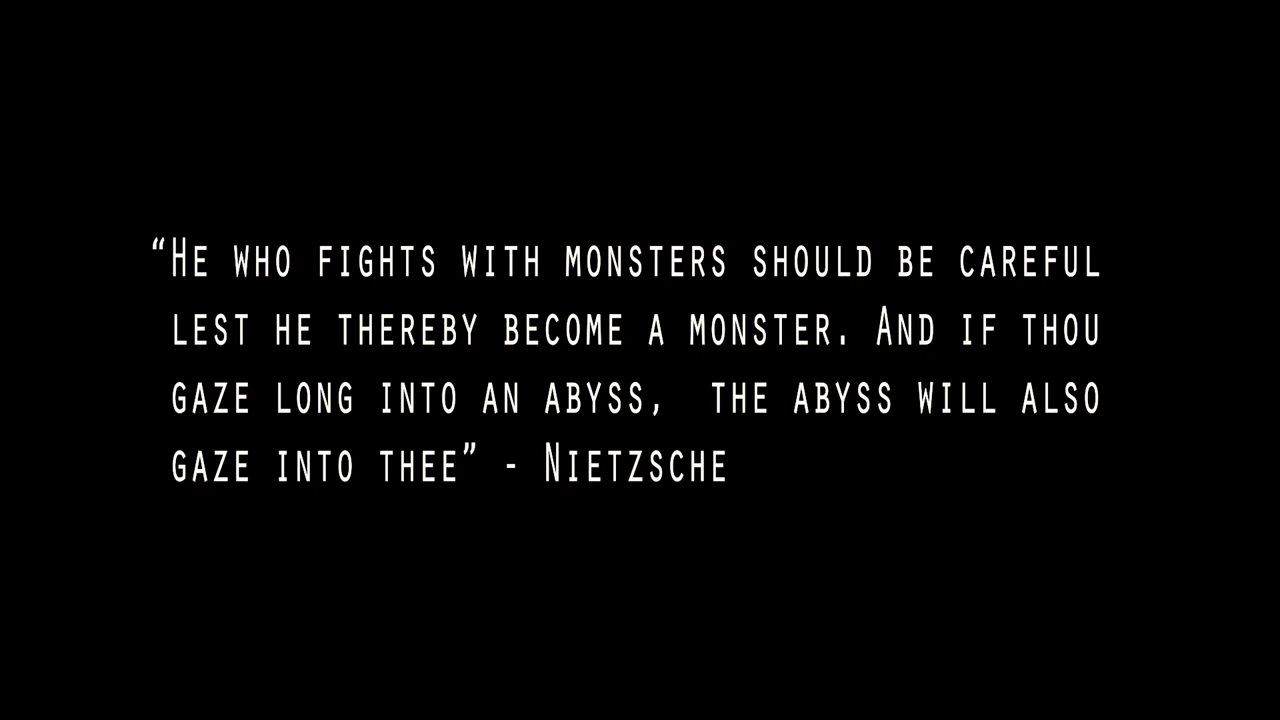 “He who fights with monsters should be careful
lest he thereby become a monster. And if thou
gaze long into an abyss,  the abyss will also
gaze into thee” - Nietzsche